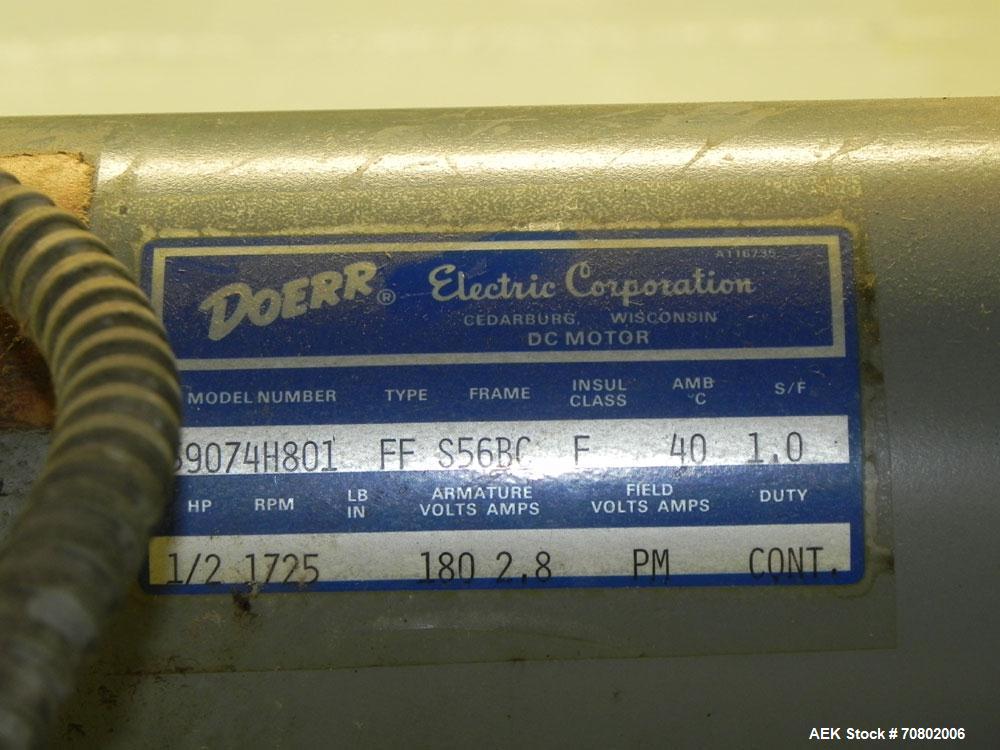 AT16735
DOERR® Electric Corporation
CEDARBURG, WISCONSIN
DC MOTOR
MODEL NUMBER TYPE FRAME INSUL CLASS AMB °C S/F
39074H801 FF S56BC F 40 1.0
HP RPM LB IN ARMATURE VOLTS AMPS FIELD VOLTS AMPS DUTY
1/2 1725 180 2.8 PM CONT.
AEK Stock # 70802006